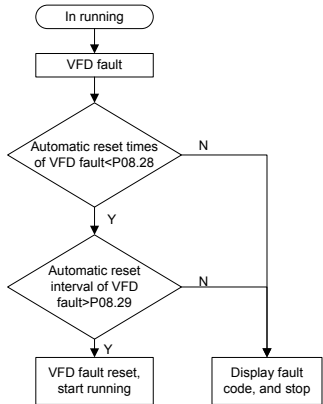 In running
VFD fault
Automatic reset times
of VFD fault<P08.28
N
Y
Automatic reset
interval of VFD
fault>P08.29
N
Y
VFD fault reset,
start running
Display fault
code, and stop